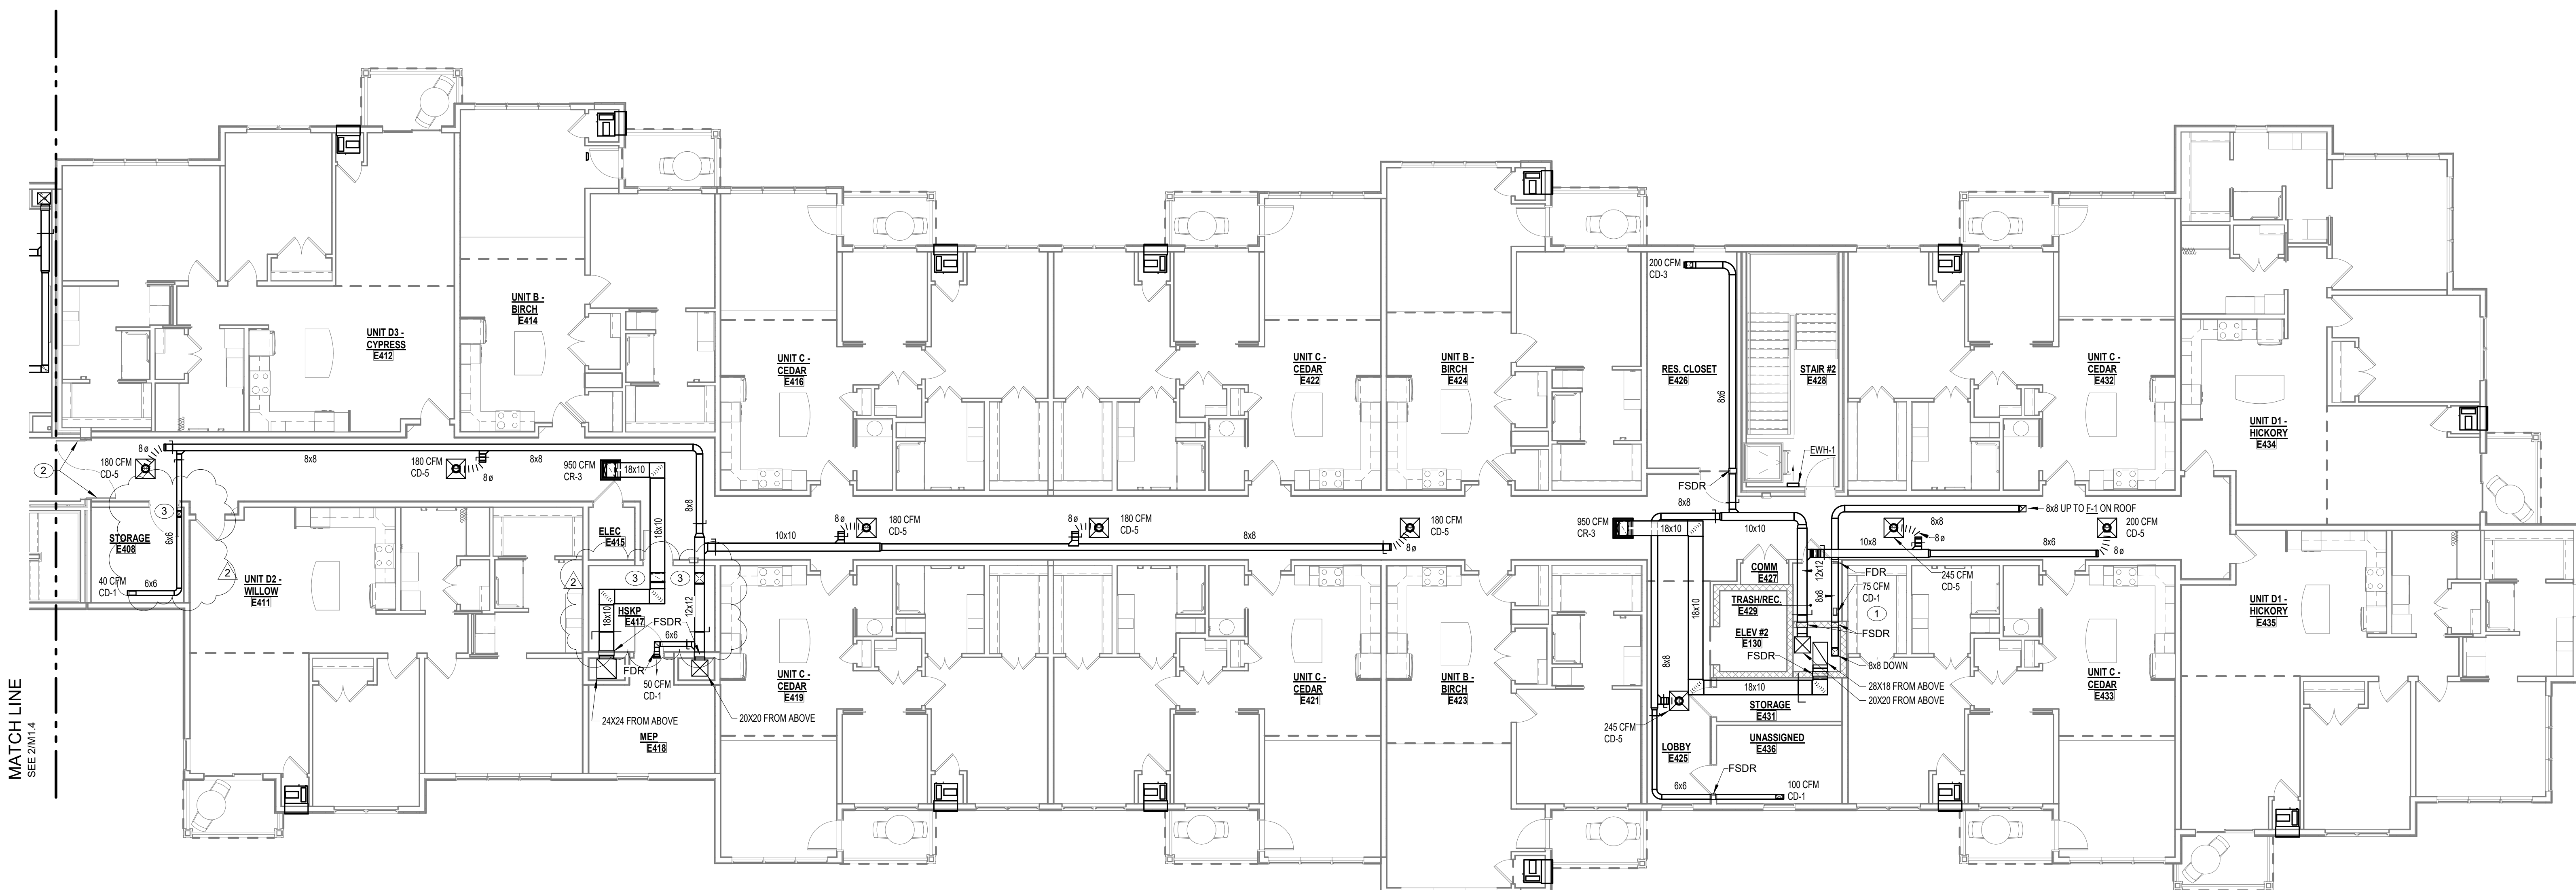 MATCH LINE
SEE 2/M1.4
UNIT D3 -
CYPRESS
E412
UNIT B -
BIRCH
E414
UNIT C -
CEDAR
E416
UNIT C -
CEDAR
E422
UNIT B -
BIRCH
E424
200 CFM
CD-3
RES. CLOSET
E426
8x6
STAIR #2
E428
EWH-1
FSDR
UNIT C -
CEDAR
E432
UNIT D1 -
HICKORY
E434
2
180 CFM
CD-5
8ø
8x8
180 CFM
CD-5
8ø
8x8
950 CFM
CR-3
18x10
18x10
8x8
3
STORAGE
E408
6x6
40 CFM
CD-1
6x6
2
UNIT D2 -
WILLOW
E411
ELEC
E415
2
3
3
18x10
HSKP
E417
12x12
FSDR
6x6
FDR
50 CFM
CD-1
24X24 FROM ABOVE
20X20 FROM ABOVE
MEP
E418
10x10
8ø
180 CFM
CD-5
8ø
180 CFM
CD-5
8x8
180 CFM
CD-5
8ø
UNIT C -
CEDAR
E419
UNIT C -
CEDAR
E421
UNIT B -
BIRCH
E423
950 CFM
CR-3
18x10
8x8
10x10
COMM
E427
TRASH/REC.
E429
ELEV #2
E130
FSDR
18x10
8x8
18x10
245 CFM
CD-5
LOBBY
E425
STORAGE
E431
UNASSIGNED
E436
FSDR
6x6
100 CFM
CD-1
12x12
8x8
10x8
8x8
8ø
8x6
8x8 UP TO F-1 ON ROOF
200 CFM
CD-5
8ø
245 CFM
CD-5
FDR
75 CFM
CD-1
1
FSDR
8x8 DOWN
28X18 FROM ABOVE
20X20 FROM ABOVE
UNIT C -
CEDAR
E433
UNIT D1 -
HICKORY
E435